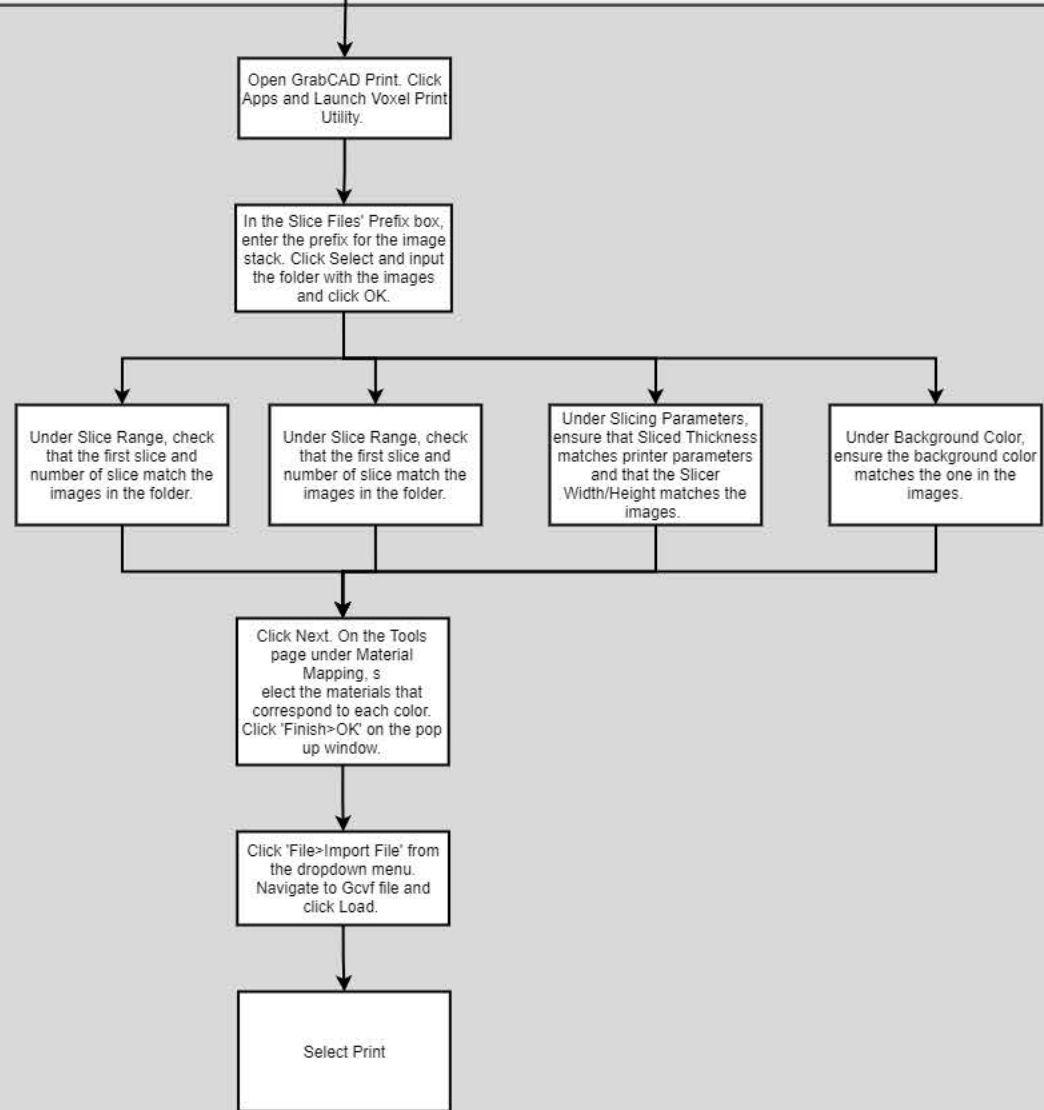 Open GrabCAD Print. Click
Apps and Launch Voxel Print
Utility.
In the Slice Files' Prefix box,
enter the prefix for the image
stack. Click Select and input
the folder with the images
and click OK.
Under Slice Range, check
that the first slice and
number of slice match the
images in the folder.
Under Slice Range, check
that the first slice and
number of slice match the
images in the folder.
Under Slicing Parameters,
ensure that Sliced Thickness
matches printer parameters
and that the Slicer
Width/Height matches the
images.
Under Background Color,
ensure the background color
matches the one in the
images.
Click Next. On the Tools
page under Material
Mapping, s
elect the materials that
correspond to each color.
Click 'Finish>OK' on the pop
up window.
Click 'File>Import File' from
the dropdown menu.
Navigate to Gcvf file and
click Load.
Select Print